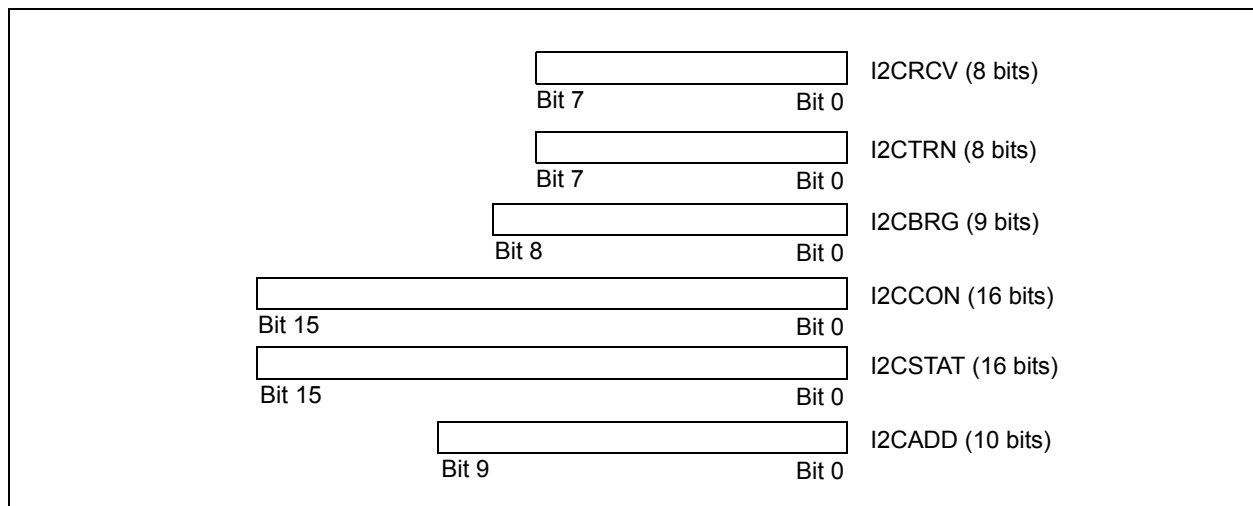 I2CRCV (8 bits)
Bit 7 Bit 0
I2CTRN (8 bits)
Bit 7 Bit 0
I2CBRG (9 bits)
Bit 8 Bit 0
I2CCON (16 bits)
Bit 15 Bit 0
I2CSTAT (16 bits)
Bit 15 Bit 0
I2CADD (10 bits)
Bit 9 Bit 0